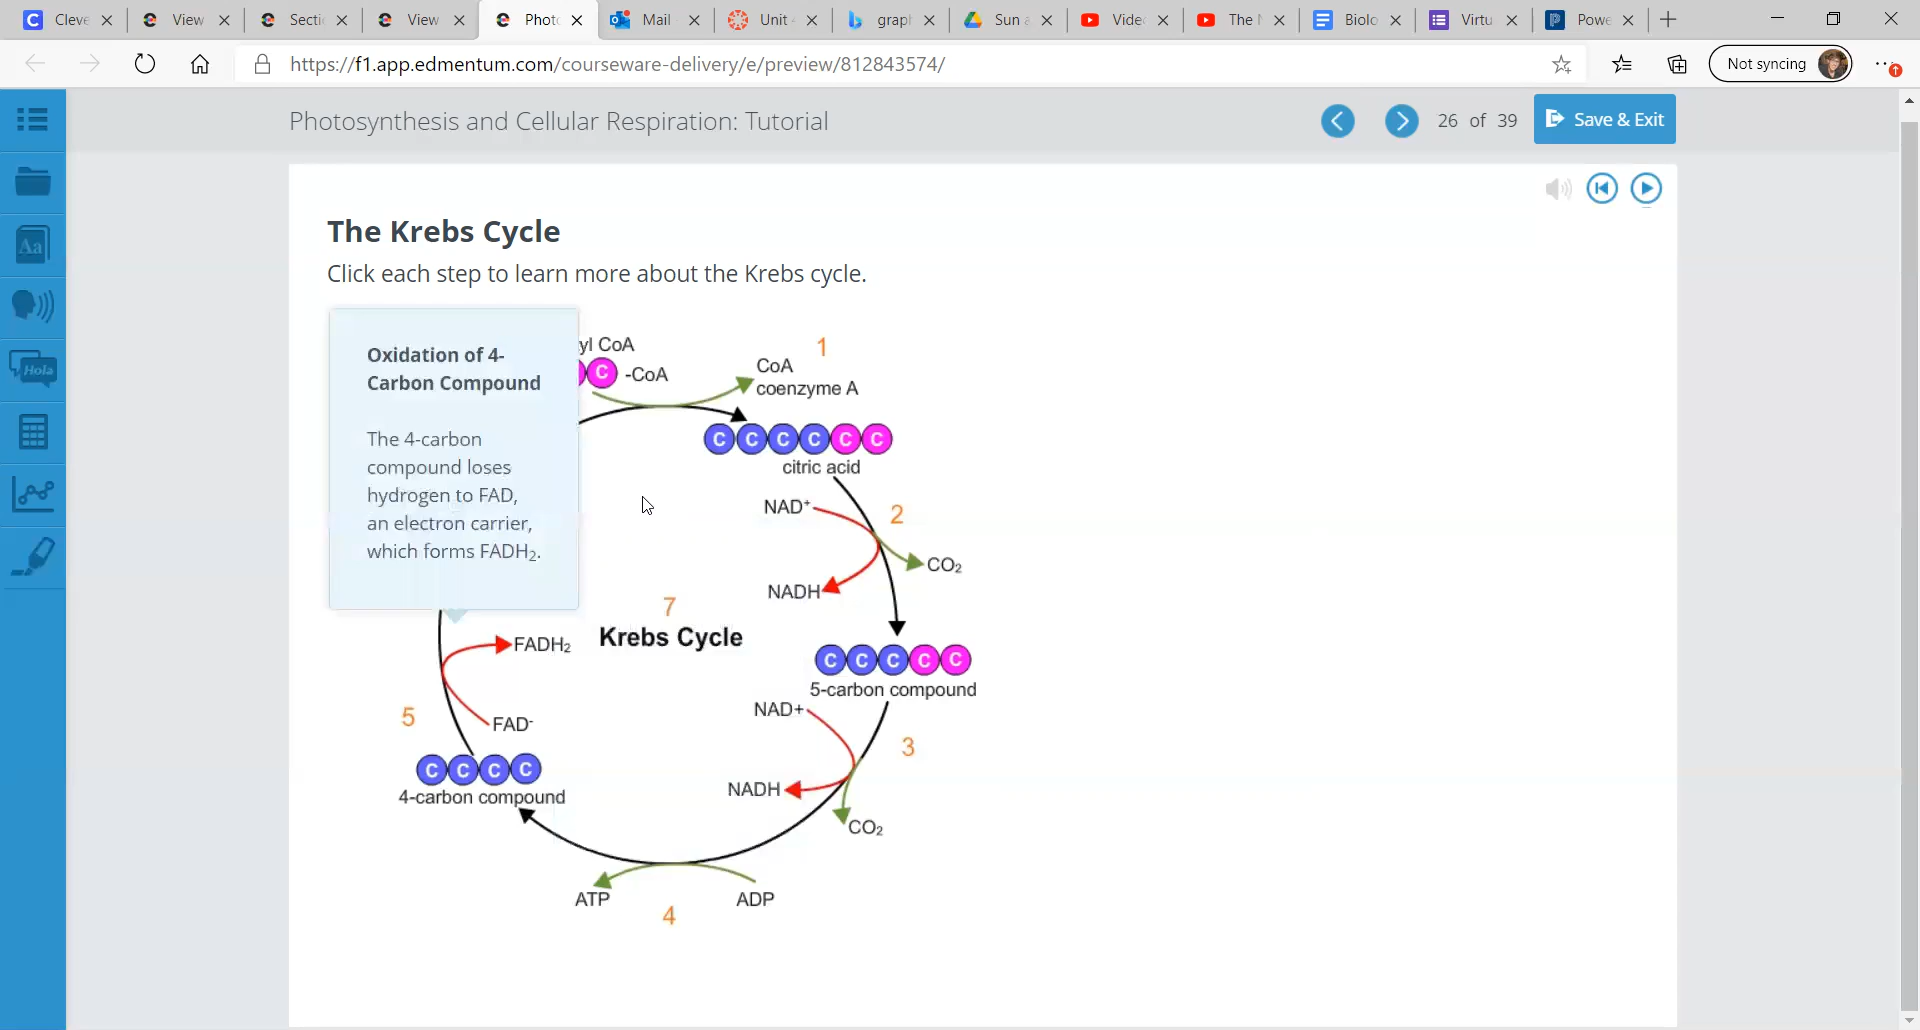 Cleve
View
Secti
View
Photo
Mail
Unit
grap
Sun a
Vide
The
Biolo
Virtu
Powe
https://f1.app.edmentum.com/courseware-delivery/e/preview/812843574/
Not syncing
Photosynthesis and Cellular Respiration: Tutorial
26 of 39
Save & Exit
Aa
Hola
The Krebs Cycle
Click each step to learn more about the Krebs cycle.
Oxidation of 4-
Carbon Compound
The 4-carbon
compound loses
hydrogen to FAD,
an electron carrier,
which forms FADH₂.
yl CoA
C -CoA
1
CoA
coenzyme A
C C C C C C
citric acid
NAD⁺
2
CO₂
NADH
7
Krebs Cycle
FADH₂
C C C C C
5-carbon compound
NAD+
5
FAD⁻
3
C C C C
4-carbon compound
NADH
CO₂
ATP
ADP
4